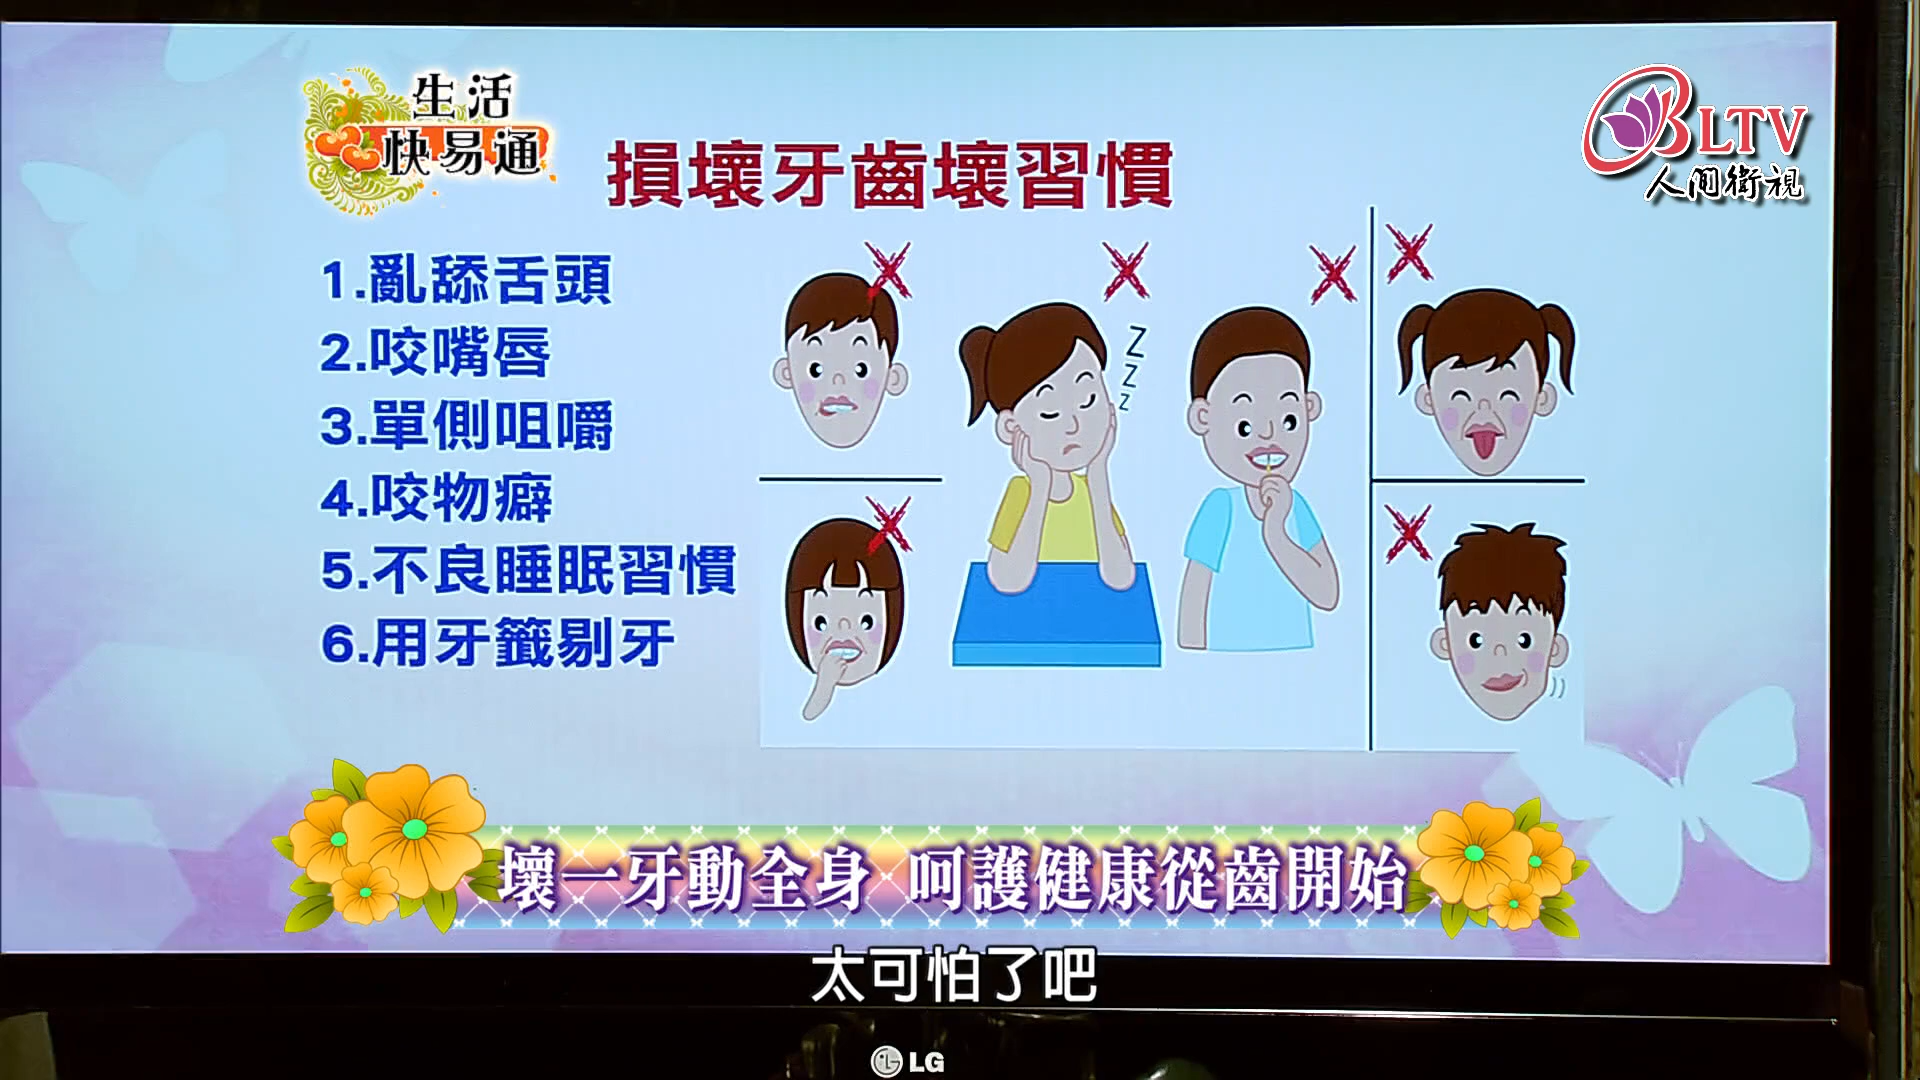 生活
快易通
BLTV
人間衛視
損壞牙齒壞習慣
1.亂舔舌頭
2.咬嘴唇
3.單側咀嚼
4.咬物癖
5.不良睡眠習慣
6.用牙籤剔牙
Z
Z
Z
壞一牙動全身 呵護健康從齒開始
太可怕了吧
LG